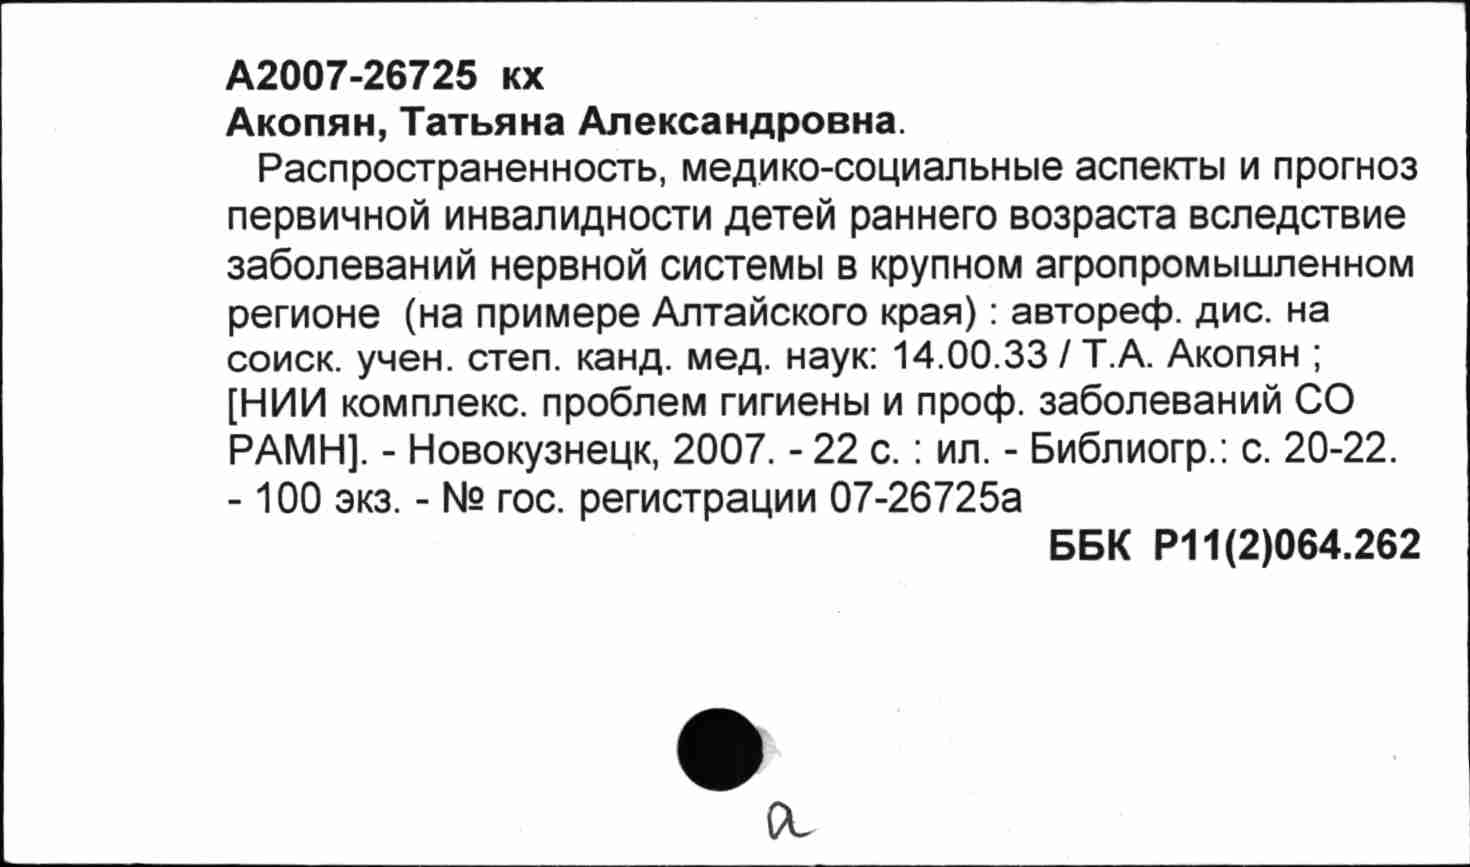 А2007-26725 кх
Акопян, Татьяна Александровна.
Распространенность, медико-социальные аспекты и прогноз
первичной инвалидности детей раннего возраста вследствие
заболеваний нервной системы в крупном агропромышленном
регионе (на примере Алтайского края) : автореф. дис. на
соиск. учен. степ. канд. мед. наук: 14.00.33 / Т.А. Акопян ;
[НИИ комплекс. проблем гигиены и проф. заболеваний СО
РАМН]. - Новокузнецк, 2007. - 22 с. : ил. - Библиогр.: с. 20-22.
- 100 экз. - № гос. регистрации 07-26725а
ББК Р11(2)064.262
а